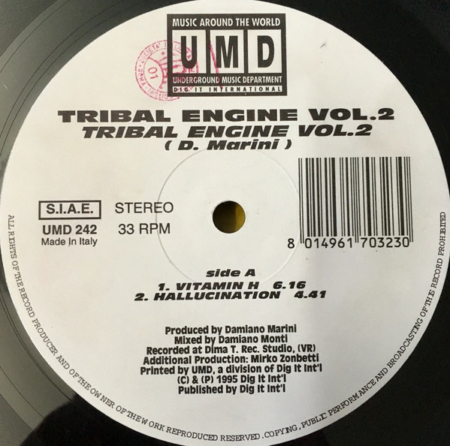 MUSIC AROUND THE WORLD
UMD
UNDERGROUND MUSIC DEPARTMENT
DIG IT INTERNATIONAL
TRIBAL ENGINE VOL.2
TRIBAL ENGINE VOL.2
( D. Marini )
S.I.A.E. STEREO
UMD 242 33 RPM
Made in Italy
8 014961 703230
side A
1. VITAMIN H 6.16
2. HALLUCINATION 4.41
Produced by Damiano Marini
Mixed by Damiano Monti
Recorded at Dima T. Rec. Studio, (VR)
Additional Production: Mirko Zonbetti
Printed by UMD, a division of Dig It Int'l
(C) & (P) 1995 Dig It Int'l
Published by Dig It Int'l
ALL RIGHTS OF THE RECORD PRODUCER AND OF THE OWNER OF THE WORK REPRODUCED RESERVED. COPYING, PUBLIC PERFORMANCE AND BROADCASTING OF THE RECORD PROHIBITED